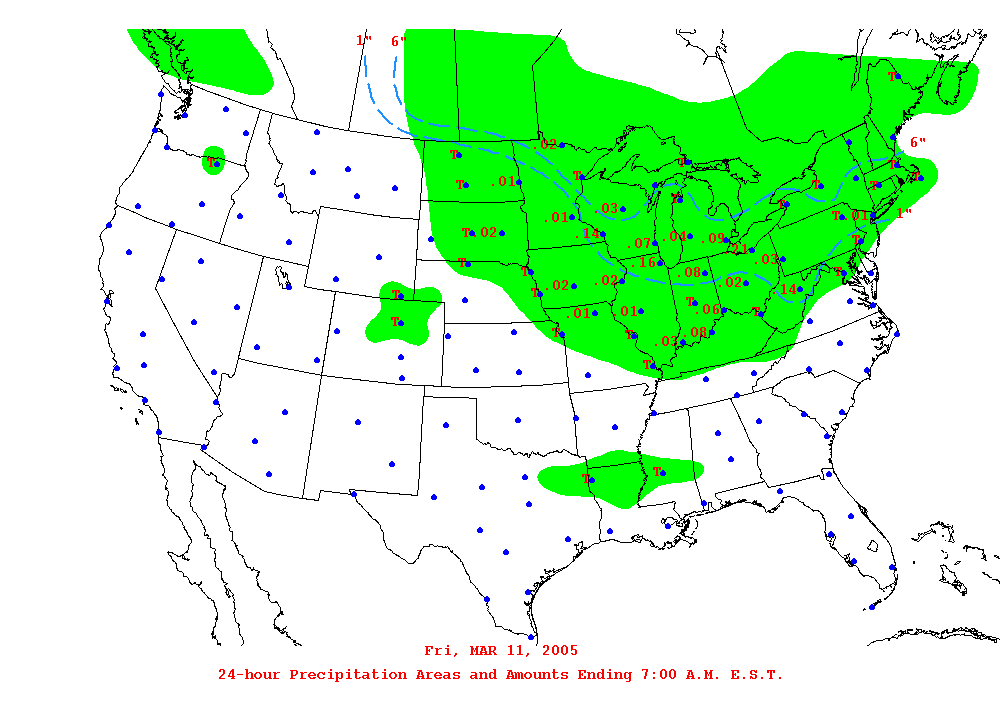 1" 6"
T
.02 6"
T T T
T T T T
T .01 T T T
.01 .03 T T .01 1"
T .02 .14 .07 .04 .09 .21 T
T T .16 .08 .03 T
T T .02 .02 .02 .14
T .01 .01 T .06 T
T T .03 .08
T
T T
Fri, MAR 11, 2005
24-hour Precipitation Areas and Amounts Ending 7:00 A.M. E.S.T.